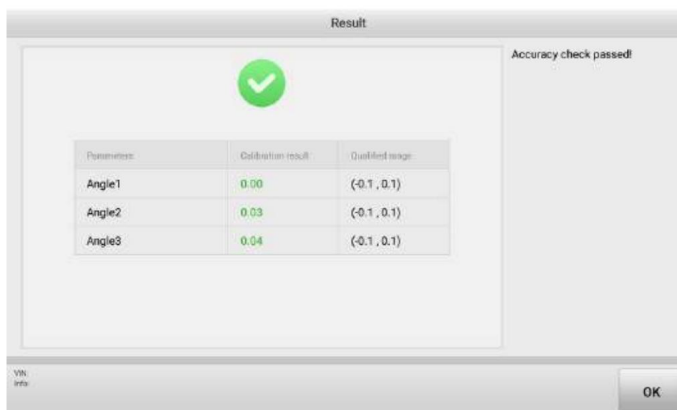 Result
Accuracy check passed!
Parameters Calibration result Qualified range
Angle1 0.00 (-0.1 , 0.1)
Angle2 0.03 (-0.1 , 0.1)
Angle3 0.04 (-0.1 , 0.1)
VIN:
Info:
OK